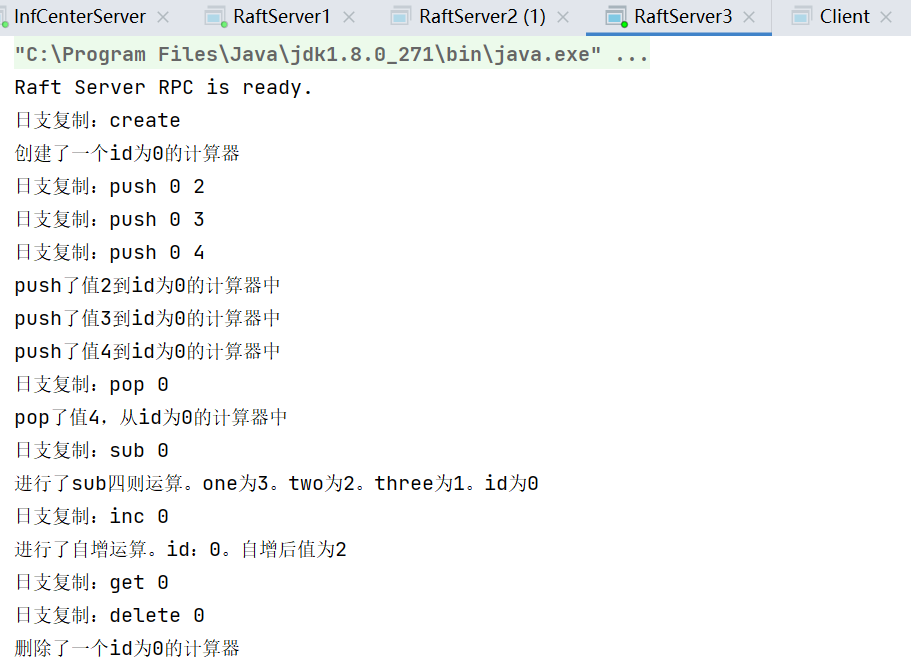 InfCenterServer × RaftServer1 × RaftServer2 (1) × RaftServer3 × Client ×
"C:\Program Files\Java\jdk1.8.0_271\bin\java.exe" ...
Raft Server RPC is ready.
日支复制：create
创建了一个id为0的计算器
日支复制：push 0 2
日支复制：push 0 3
日支复制：push 0 4
push了值2到id为0的计算器中
push了值3到id为0的计算器中
push了值4到id为0的计算器中
日支复制：pop 0
pop了值4，从id为0的计算器中
日支复制：sub 0
进行了sub四则运算。one为3。two为2。three为1。id为0
日支复制：inc 0
进行了自增运算。id：0。自增后值为2
日支复制：get 0
日支复制：delete 0
删除了一个id为0的计算器